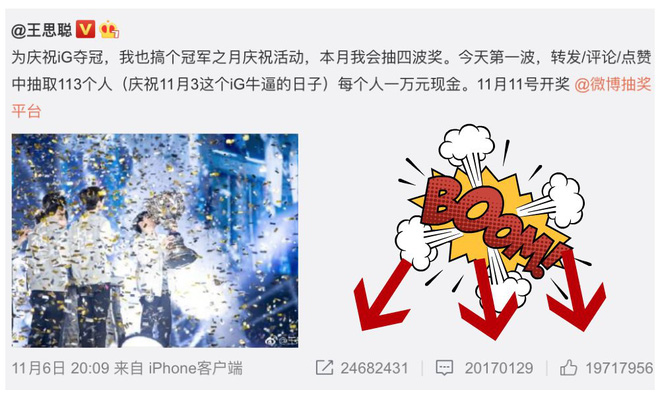 @王思聪
为庆祝iG夺冠，我也搞个冠军之月庆祝活动，本月我会抽四波奖。今天第一波，转发/评论/点赞
中抽取113个人（庆祝11月3这个iG牛逼的日子）每个人一万元现金。11月11号开奖 @微博抽奖
平台
BOOM!
11月6日 20:09 来自 iPhone客户端
24682431
20170129
19717956